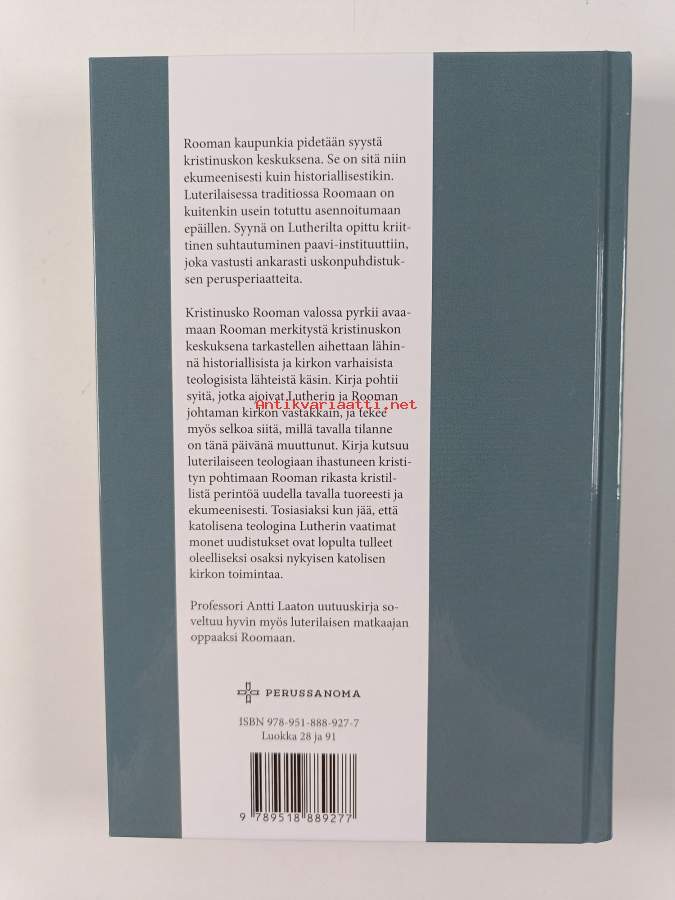 Rooman kaupunkia pidetään syystä
kristinuskon keskuksena. Se on sitä niin
ekumeenisesti kuin historiallisestikin.
Luterilaisessa traditiossa Roomaan on
kuitenkin usein totuttu asennoitumaan
epäillen. Syynä on Lutherilta opittu kriit-
tinen suhtautuminen paavi-instituuttiin,
joka vastusti ankarasti uskonpuhdistuk-
sen perusperiaatteita.
Kristinusko Rooman valossa pyrkii avaa-
maan Rooman merkitystä kristinuskon
keskuksena tarkastellen aihettaan lähin-
nä historiallisista ja kirkon varhaisista
teologisista lähteistä käsin. Kirja pohtii
syitä, jotka ajoivat Lutherin ja Rooman
Antikvariaatti.net
johtaman kirkon vastakkain, ja tekee
myös selkoa siitä, millä tavalla tilanne
on tänä päivänä muuttunut. Kirja kutsuu
luterilaiseen teologiaan ihastuneen kristi-
tyn pohtimaan Rooman rikasta kristil-
listä perintöä uudella tavalla tuoreesti ja
ekumeenisesti. Tosiasiaksi kun jää, että
katolisena teologina Lutherin vaatimat
monet uudistukset ovat lopulta tulleet
oleelliseksi osaksi nykyisen katolisen
kirkon toimintaa.
Professori Antti Laaton uutuuskirja so-
veltuu hyvin myös luterilaisen matkaajan
oppaaksi Roomaan.
PERUSSANOMA
ISBN 978-951-888-927-7
Luokka 28 ja 91
9 789518 889277